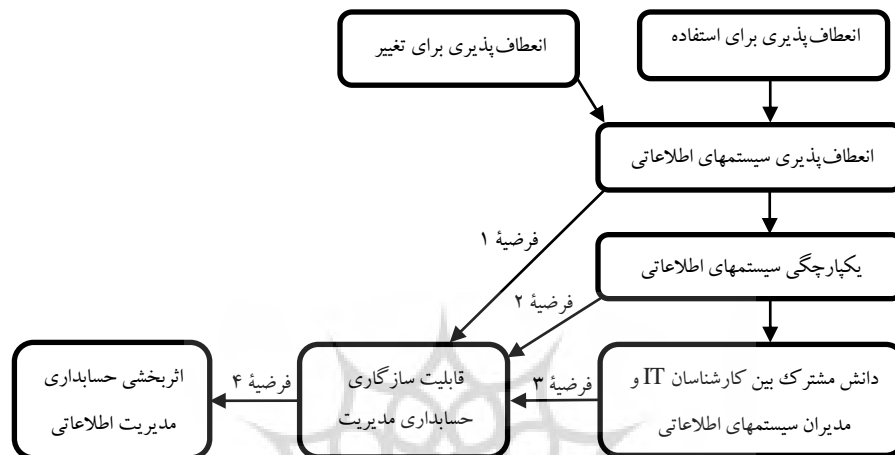 انعطاف‌پذیری برای استفاده
انعطاف‌پذیری برای تغییر
انعطاف‌پذیری سیستمهای اطلاعاتی
فرضیهٔ ۱
یکپارچگی سیستمهای اطلاعاتی
فرضیهٔ ۲
دانش مشترک بین کارشناسان IT و
مدیران سیستمهای اطلاعاتی
فرضیهٔ ۳
قابلیت سازگاری
حسابداری مدیریت
فرضیهٔ ۴
اثربخشی حسابداری
مدیریت اطلاعاتی